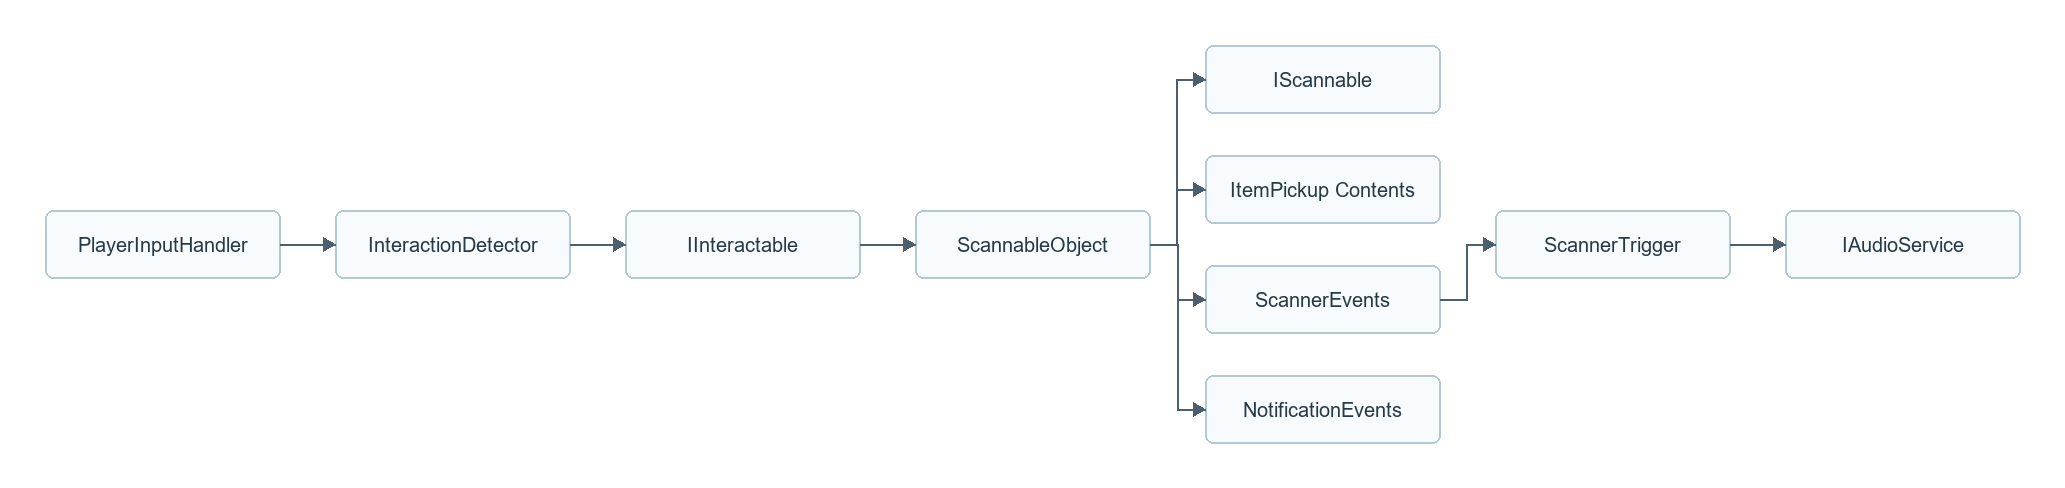 PlayerInputHandler
InteractionDetector
IInteractable
ScannableObject
IScannable
ItemPickup Contents
ScannerEvents
NotificationEvents
ScannerTrigger
IAudioService